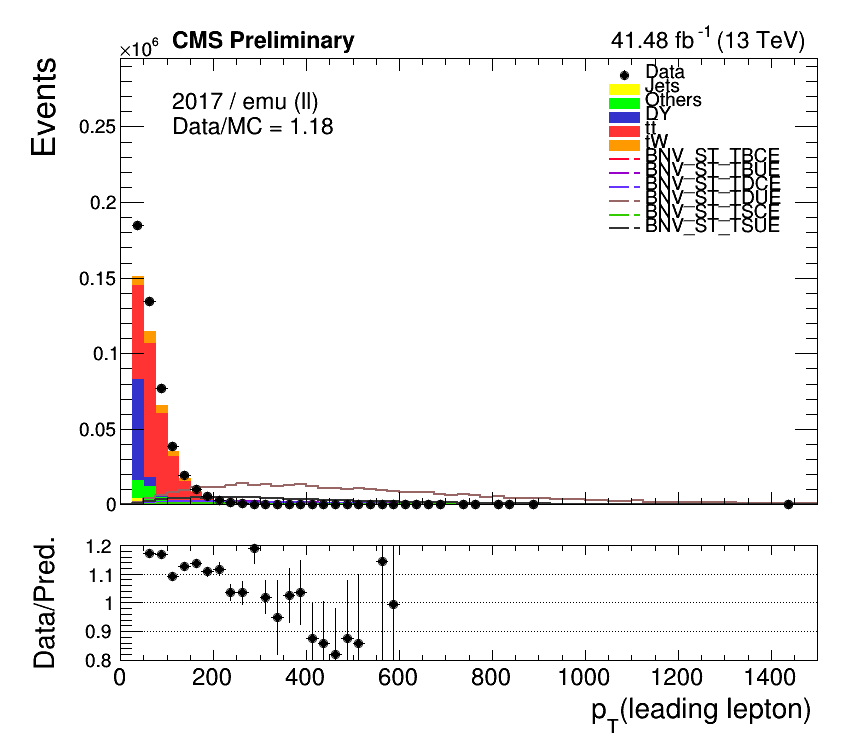 ×10^6 CMS Preliminary 41.48 fb^-1 (13 TeV)
Events
2017 / emu (ll)
Data/MC = 1.18
Data
Jets
Others
DY
tt
tW
BNV_ST_TBCE
BNV_ST_TBUE
BNV_ST_TDCE
BNV_ST_TDUE
BNV_ST_TSCE
BNV_ST_TSUE
0.25
0.2
0.15
0.1
0.05
0
Data/Pred.
1.2
1.1
1
0.9
0.8
0 200 400 600 800 1000 1200 1400
p_T(leading lepton)